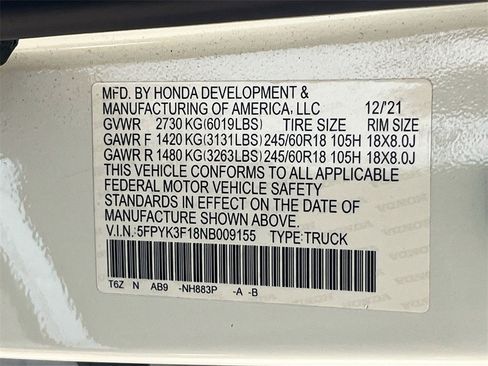 MFD. BY HONDA DEVELOPMENT &
MANUFACTURING OF AMERICA, LLC 12/'21
GVWR 2730 KG(6019LBS) TIRE SIZE RIM SIZE
GAWR F 1420 KG(3131LBS) 245/60R18 105H 18X8.0J
GAWR R 1480 KG(3263LBS) 245/60R18 105H 18X8.0J
THIS VEHICLE CONFORMS TO ALL APPLICABLE
FEDERAL MOTOR VEHICLE SAFETY
STANDARDS IN EFFECT ON THE DATE OF
MANUFACTURE SHOWN ABOVE.
V.I.N.:5FPYK3F18NB009155 TYPE:TRUCK
T6Z N AB9 -NH883P -A -B